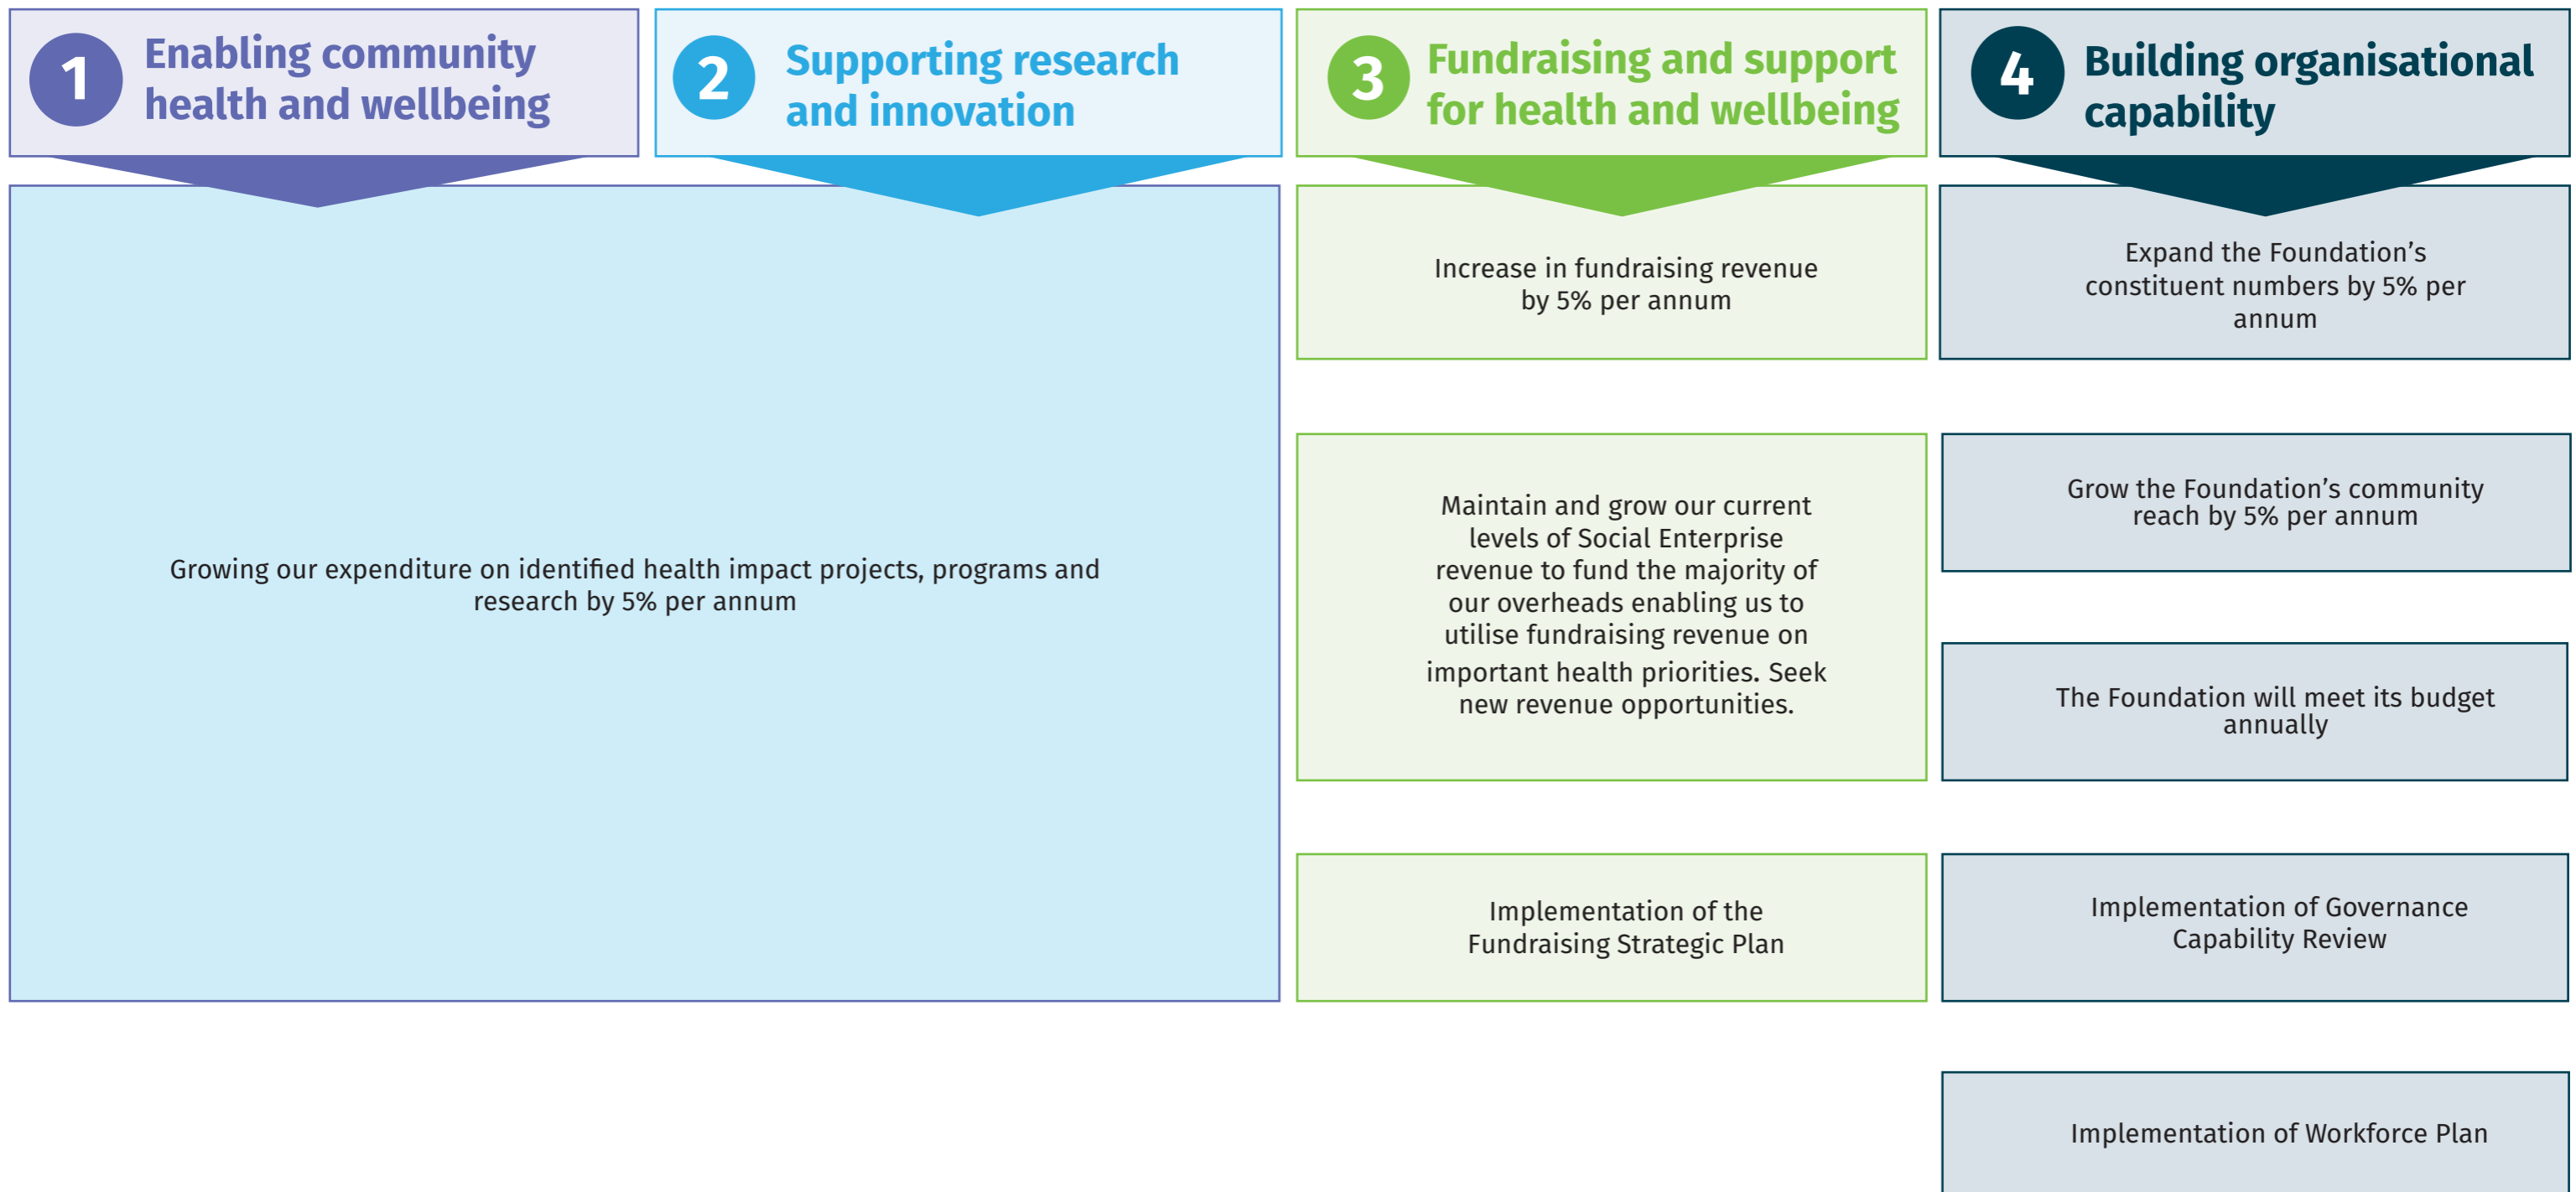 1
Enabling community
health and wellbeing
2
Supporting research
and innovation
3
Fundraising and support
for health and wellbeing
4
Building organisational
capability
Growing our expenditure on identified health impact projects, programs and
research by 5% per annum
Increase in fundraising revenue
by 5% per annum
Maintain and grow our current
levels of Social Enterprise
revenue to fund the majority of
our overheads enabling us to
utilise fundraising revenue on
important health priorities. Seek
new revenue opportunities.
Implementation of the
Fundraising Strategic Plan
Expand the Foundation’s
constituent numbers by 5% per
annum
Grow the Foundation’s community
reach by 5% per annum
The Foundation will meet its budget
annually
Implementation of Governance
Capability Review
Implementation of Workforce Plan